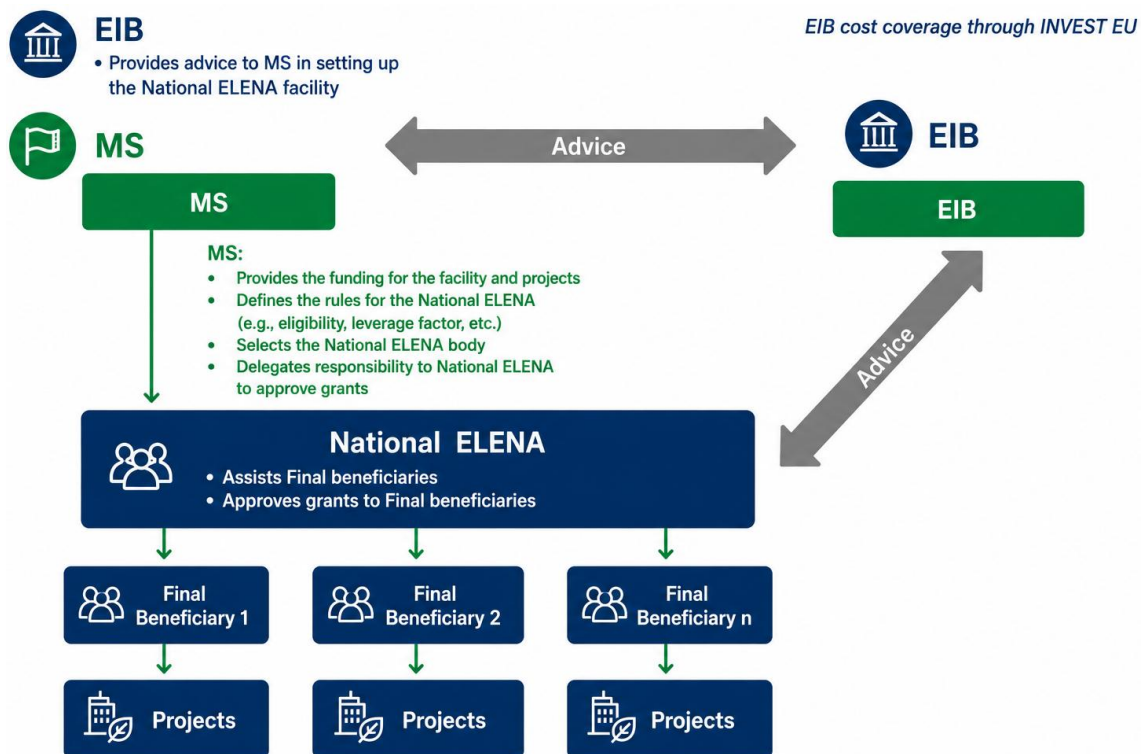 EIB
• Provides advice to MS in setting up
the National ELENA facility
EIB cost coverage through INVEST EU
MS
Advice
EIB
MS
EIB
MS:
• Provides the funding for the facility and projects
• Defines the rules for the National ELENA
(e.g., eligibility, leverage factor, etc.)
• Selects the National ELENA body
• Delegates responsibility to National ELENA
to approve grants
Advice
National ELENA
• Assists Final beneficiaries
• Approves grants to Final beneficiaries
Final
Beneficiary 1
Final
Beneficiary 2
Final
Beneficiary n
Projects
Projects
Projects